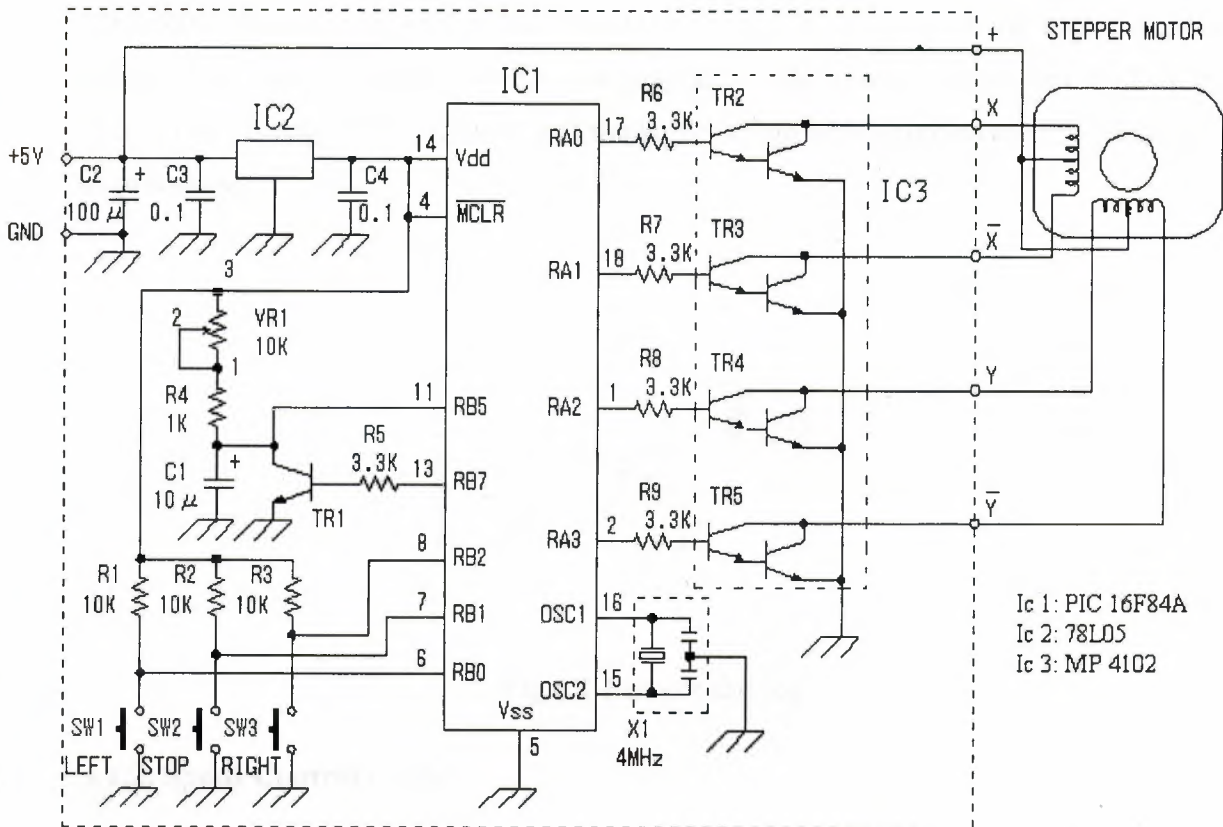 +
STEPPER MOTOR
IC1
R6
3.3K
TR2
X
IC2
+5V
C2
+
100 μ
C3
0.1
C4
0.1
14
Vdd
RA0
17
IC3
4
MCLR
GND
R7
3.3K
TR3
X̅
18
RA1
3
2
VR1
10K
1
R8
3.3K
TR4
Y
R4
1K
11
RB5
RA2
1
R5
3.3K
C1
+
10 μ
13
RB7
TR1
R9
3.3K
TR5
Y̅
8
RB2
RA3
2
R1
10K
R2
10K
R3
10K
7
RB1
OSC1
16
Ic 1: PIC 16F84A
Ic 2: 78L05
Ic 3: MP 4102
6
RB0
OSC2
15
Vss
5
X1
4MHz
SW1
SW2
SW3
LEFT
STOP
RIGHT